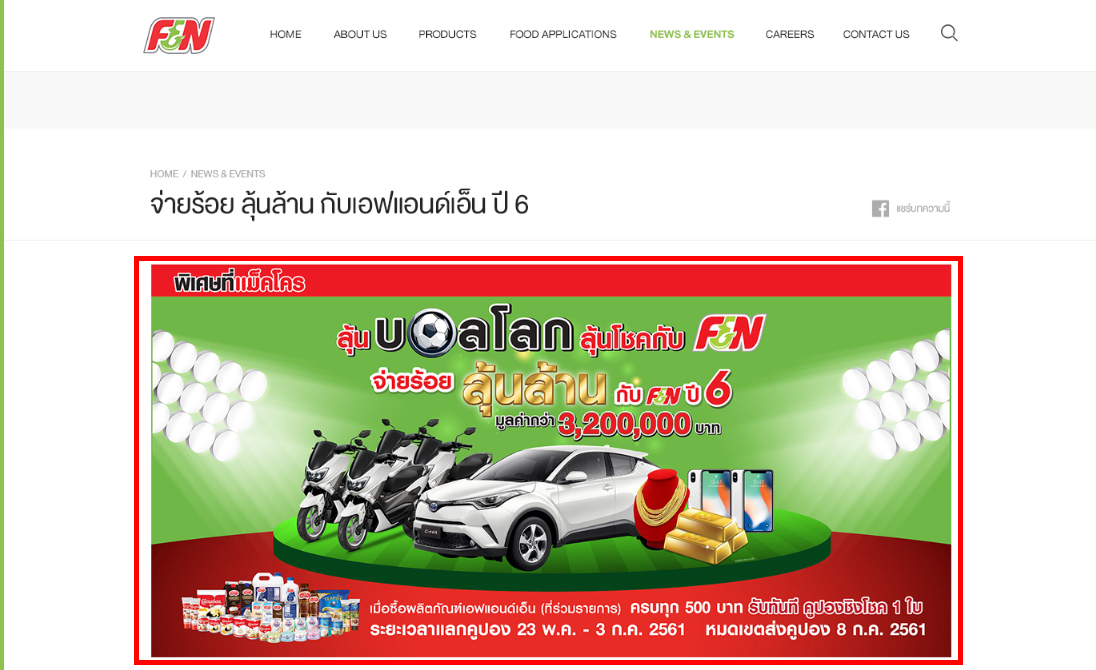 F&N
HOME ABOUT US PRODUCTS FOOD APPLICATIONS NEWS & EVENTS CAREERS CONTACT US
HOME / NEWS & EVENTS
จ่ายร้อย ลุ้นล้าน กับเอฟแอนด์เอ็น ปี 6
แชร์บทความนี้
พิเศษที่แม็คโคร
ลุ้นบอลโลก ลุ้นโชคกับ F&N
จ่ายร้อย ลุ้นล้าน กับ F&N ปี 6
มูลค่ากว่า 3,200,000 บาท
เมื่อซื้อผลิตภัณฑ์เอฟแอนด์เอ็น (ที่ร่วมรายการ) ครบทุก 500 บาท รับทันที คูปองชิงโชค 1 ใบ
ระยะเวลาแลกคูปอง 23 พ.ค. - 3 ก.ค. 2561 หมดเขตส่งคูปอง 8 ก.ค. 2561